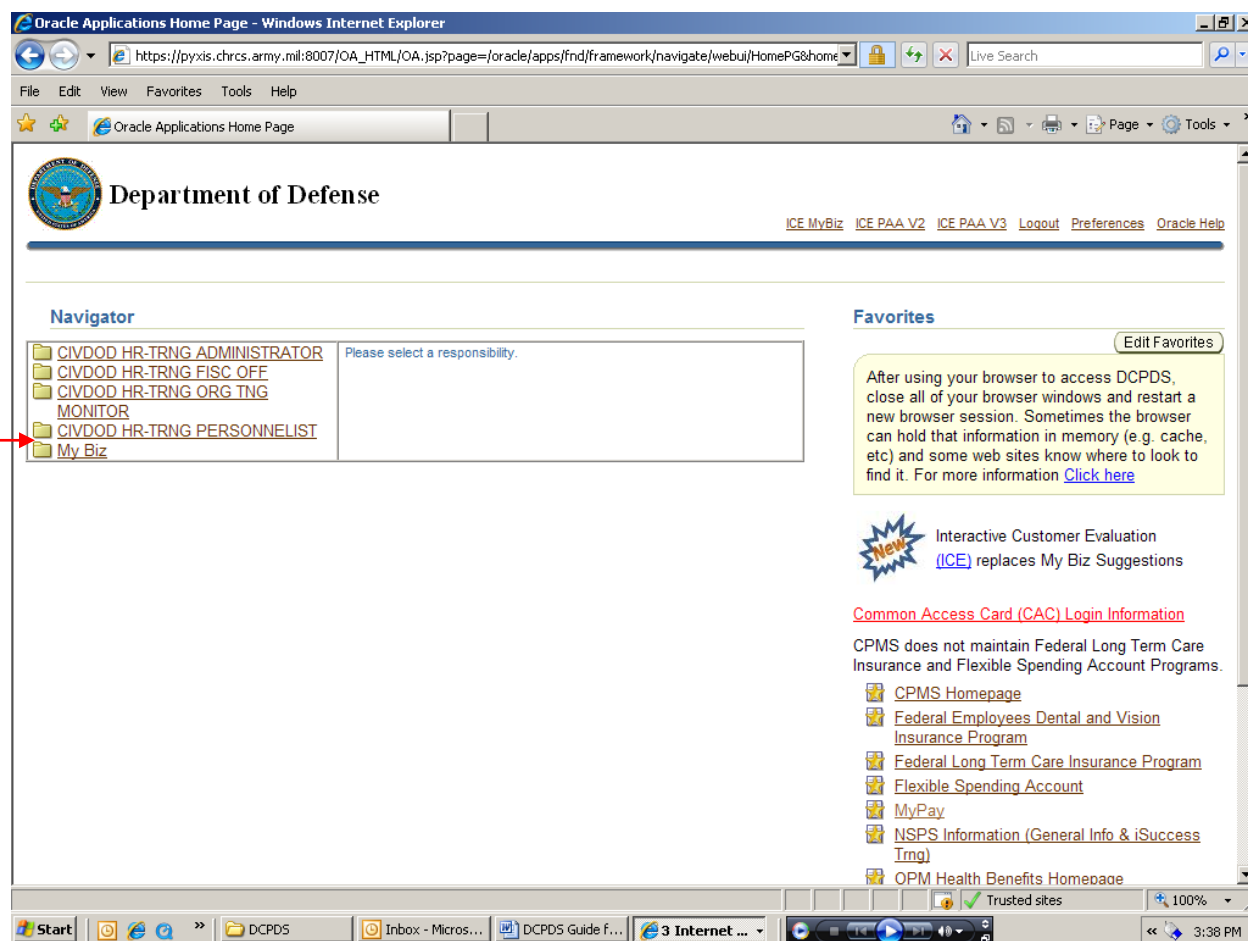 Oracle Applications Home Page - Windows Internet Explorer
https://pyxis.chrcs.army.mil:8007/OA_HTML/OA.jsp?page=/oracle/apps/fnd/framework/navigate/webui/HomePG&home
Live Search
File Edit View Favorites Tools Help
Oracle Applications Home Page
Page Tools
Department of Defense
ICE MyBiz ICE PAA V2 ICE PAA V3 Logout Preferences Oracle Help
Navigator
CIVDOD HR-TRNG ADMINISTRATOR
CIVDOD HR-TRNG FISC OFF
CIVDOD HR-TRNG ORG TNG
MONITOR
CIVDOD HR-TRNG PERSONNELIST
My Biz
Please select a responsibility.
Favorites
Edit Favorites
After using your browser to access DCPDS,
close all of your browser windows and restart a
new browser session. Sometimes the browser
can hold that information in memory (e.g. cache,
etc) and some web sites know where to look to
find it. For more information Click here
New
Interactive Customer Evaluation
(ICE) replaces My Biz Suggestions
Common Access Card (CAC) Login Information
CPMS does not maintain Federal Long Term Care
Insurance and Flexible Spending Account Programs.
CPMS Homepage
Federal Employees Dental and Vision
Insurance Program
Federal Long Term Care Insurance Program
Flexible Spending Account
MyPay
NSPS Information (General Info & iSuccess
Trng)
OPM Health Benefits Homepage
Trusted sites 100%
Start DCPDS Inbox - Micros... DCPDS Guide f... 3 Internet ... 3:38 PM